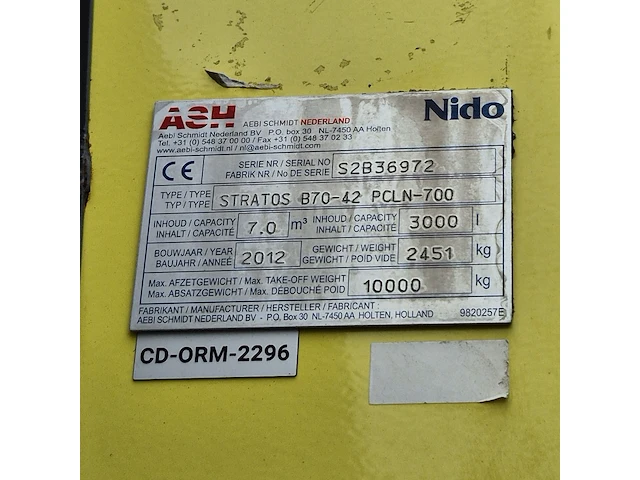 ASH AEBI SCHMIDT NEDERLAND Nido
Aebi Schmidt Nederland BV P.O. box 30 NL-7450 AA Holten
Tel. +31 (0) 548 37 00 00 / Fax +31 (0) 548 37 02 33
www.aebi-schmidt.nl / nl@aebi-schmidt.com
CE SERIE NR / SERIAL NO S2B36972
FABRIK NR / No DE SERIE
TYPE / TYPE STRATOS B70-42 PCLN-700
TYP / TYPE
INHOUD / CAPACITY 7.0 m³ INHOUD / CAPACITY 3000 l
INHALT / CAPACITÉ INHALT / CAPACITÉ
BOUWJAAR / YEAR 2012 GEWICHT / WEIGHT 2451 kg
BAUJAHR / ANNEÉ GEWICHT / POID VIDE
Max. AFZETGEWICHT / Max. TAKE-OFF WEIGHT 10000 kg
Max. ABSATZGEWICHT / Max. DÉBOUCHÉ POID
FABRIKANT / MANUFACTURER / HERSTELLER / FABRICANT :
AEBI SCHMIDT NEDERLAND BV - P.O. Box 30 NL-7450 AA HOLTEN, HOLLAND 9820257E
CD-ORM-2296